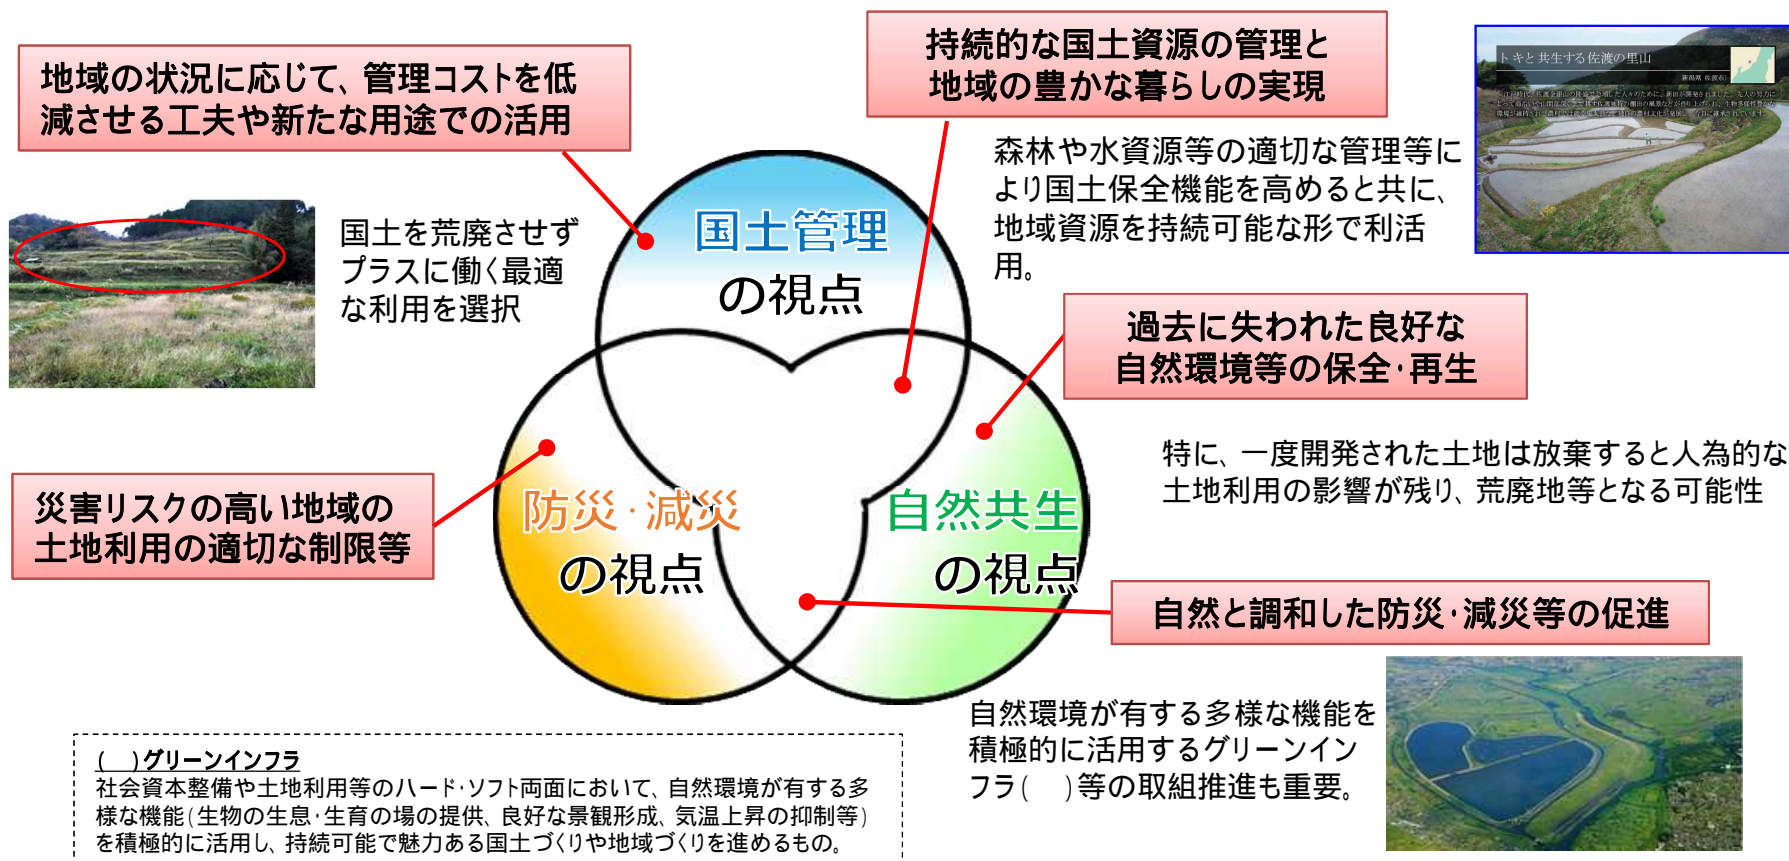 地域の状況に応じて、管理コストを低
減させる工夫や新たな用途での活用
国土を荒廃させず
プラスに働く最適
な利用を選択
持続的な国土資源の管理と
地域の豊かな暮らしの実現
森林や水資源等の適切な管理等に
より国土保全機能を高めると共に、
地域資源を持続可能な形で利活
用。
トキと共生する佐渡の里山
新潟県 佐渡市
国土管理
の視点
過去に失われた良好な
自然環境等の保全・再生
特に、一度開発された土地は放棄すると人為的な
土地利用の影響が残り、荒廃地等となる可能性
災害リスクの高い地域の
土地利用の適切な制限等
防災・減災
の視点
自然共生
の視点
自然と調和した防災・減災等の促進
自然環境が有する多様な機能を
積極的に活用するグリーンイン
フラ(　)等の取組推進も重要。
(　)グリーンインフラ
社会資本整備や土地利用等のハード・ソフト両面において、自然環境が有する多
様な機能(生物の生息・生育の場の提供、良好な景観形成、気温上昇の抑制等)
を積極的に活用し、持続可能で魅力ある国土づくりや地域づくりを進めるもの。